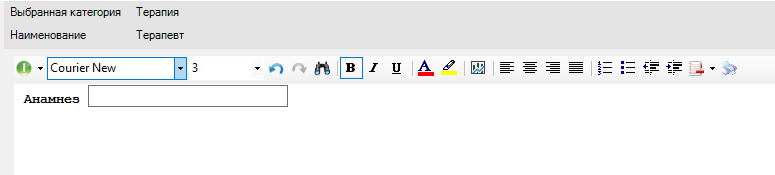 Выбранная категория Терапия
Наименование Терапевт
Courier New 3 B I U A
Анамнез